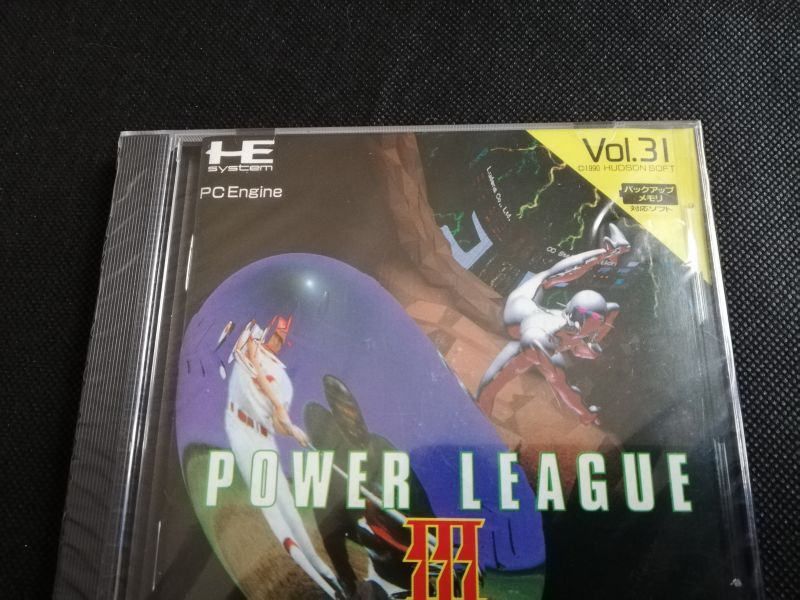 HE
system
PC Engine
Vol.31
©1990 HUDSON SOFT
バックアップ
メモリ
対応ソフト
POWER LEAGUE
III